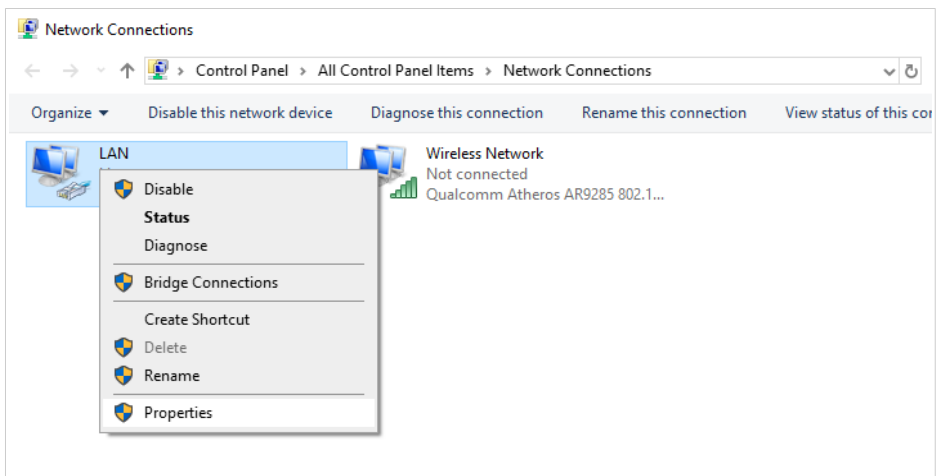 Network Connections
Control Panel > All Control Panel Items > Network Connections
Organize Disable this network device Diagnose this connection Rename this connection View status of this cor
LAN
Wireless Network
Not connected
Qualcomm Atheros AR9285 802.1...
Disable
Status
Diagnose
Bridge Connections
Create Shortcut
Delete
Rename
Properties